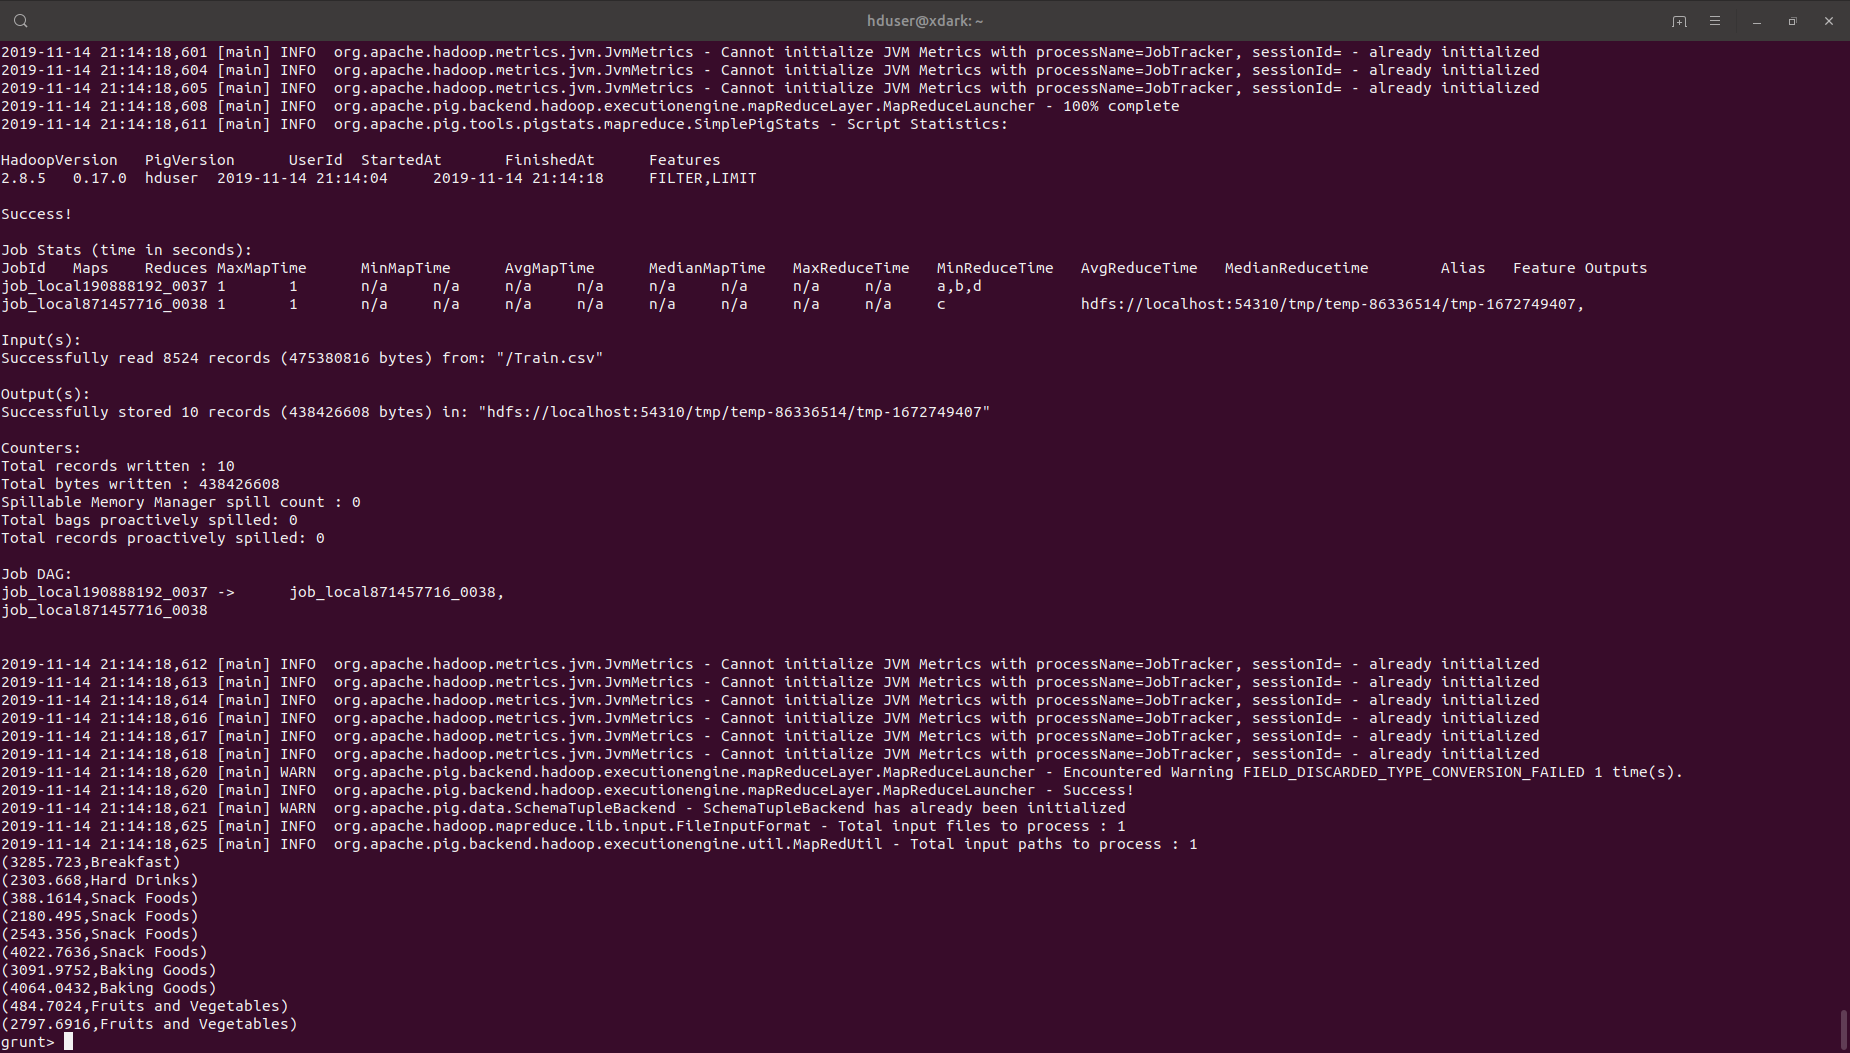 hduser@xdark: ~
2019-11-14 21:14:18,601 [main] INFO  org.apache.hadoop.metrics.jvm.JvmMetrics - Cannot initialize JVM Metrics with processName=JobTracker, sessionId= - already initialized
2019-11-14 21:14:18,604 [main] INFO  org.apache.hadoop.metrics.jvm.JvmMetrics - Cannot initialize JVM Metrics with processName=JobTracker, sessionId= - already initialized
2019-11-14 21:14:18,605 [main] INFO  org.apache.hadoop.metrics.jvm.JvmMetrics - Cannot initialize JVM Metrics with processName=JobTracker, sessionId= - already initialized
2019-11-14 21:14:18,608 [main] INFO  org.apache.pig.backend.hadoop.executionengine.mapReduceLayer.MapReduceLauncher - 100% complete
2019-11-14 21:14:18,611 [main] INFO  org.apache.pig.tools.pigstats.mapreduce.SimplePigStats - Script Statistics:
HadoopVersion   PigVersion      UserId  StartedAt       FinishedAt      Features
2.8.5   0.17.0  hduser  2019-11-14 21:14:04     2019-11-14 21:14:18     FILTER,LIMIT
Success!
Job Stats (time in seconds):
JobId   Maps    Reduces MaxMapTime      MinMapTime      AvgMapTime      MedianMapTime   MaxReduceTime   MinReduceTime   AvgReduceTime   MedianReducetime        Alias   Feature Outputs
job_local190888192_0037 1       1       n/a     n/a     n/a     n/a     n/a     n/a     n/a     n/a     a,b,d
job_local871457716_0038 1       1       n/a     n/a     n/a     n/a     n/a     n/a     n/a     n/a     c               hdfs://localhost:54310/tmp/temp-86336514/tmp-1672749407,
Input(s):
Successfully read 8524 records (475380816 bytes) from: "/Train.csv"
Output(s):
Successfully stored 10 records (438426608 bytes) in: "hdfs://localhost:54310/tmp/temp-86336514/tmp-1672749407"
Counters:
Total records written : 10
Total bytes written : 438426608
Spillable Memory Manager spill count : 0
Total bags proactively spilled: 0
Total records proactively spilled: 0
Job DAG:
job_local190888192_0037 ->      job_local871457716_0038,
job_local871457716_0038
2019-11-14 21:14:18,612 [main] INFO  org.apache.hadoop.metrics.jvm.JvmMetrics - Cannot initialize JVM Metrics with processName=JobTracker, sessionId= - already initialized
2019-11-14 21:14:18,613 [main] INFO  org.apache.hadoop.metrics.jvm.JvmMetrics - Cannot initialize JVM Metrics with processName=JobTracker, sessionId= - already initialized
2019-11-14 21:14:18,614 [main] INFO  org.apache.hadoop.metrics.jvm.JvmMetrics - Cannot initialize JVM Metrics with processName=JobTracker, sessionId= - already initialized
2019-11-14 21:14:18,616 [main] INFO  org.apache.hadoop.metrics.jvm.JvmMetrics - Cannot initialize JVM Metrics with processName=JobTracker, sessionId= - already initialized
2019-11-14 21:14:18,617 [main] INFO  org.apache.hadoop.metrics.jvm.JvmMetrics - Cannot initialize JVM Metrics with processName=JobTracker, sessionId= - already initialized
2019-11-14 21:14:18,618 [main] INFO  org.apache.hadoop.metrics.jvm.JvmMetrics - Cannot initialize JVM Metrics with processName=JobTracker, sessionId= - already initialized
2019-11-14 21:14:18,620 [main] WARN  org.apache.pig.backend.hadoop.executionengine.mapReduceLayer.MapReduceLauncher - Encountered Warning FIELD_DISCARDED_TYPE_CONVERSION_FAILED 1 time(s).
2019-11-14 21:14:18,620 [main] INFO  org.apache.pig.backend.hadoop.executionengine.mapReduceLayer.MapReduceLauncher - Success!
2019-11-14 21:14:18,621 [main] WARN  org.apache.pig.data.SchemaTupleBackend - SchemaTupleBackend has already been initialized
2019-11-14 21:14:18,625 [main] INFO  org.apache.hadoop.mapreduce.lib.input.FileInputFormat - Total input files to process : 1
2019-11-14 21:14:18,625 [main] INFO  org.apache.pig.backend.hadoop.executionengine.util.MapRedUtil - Total input paths to process : 1
(3285.723,Breakfast)
(2303.668,Hard Drinks)
(388.1614,Snack Foods)
(2180.495,Snack Foods)
(2543.356,Snack Foods)
(4022.7636,Snack Foods)
(3091.9752,Baking Goods)
(4064.0432,Baking Goods)
(484.7024,Fruits and Vegetables)
(2797.6916,Fruits and Vegetables)
grunt>